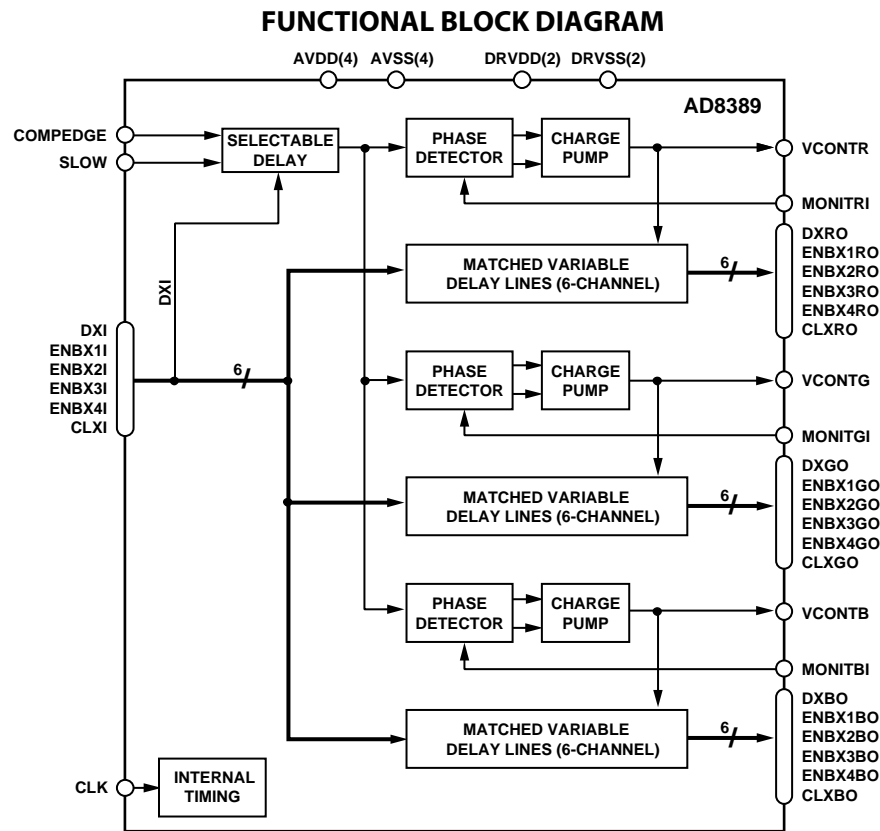 FUNCTIONAL BLOCK DIAGRAM
AVDD(4) AVSS(4) DRVDD(2) DRVSS(2)
AD8389
COMPEDGE
SLOW
SELECTABLE
DELAY
PHASE
DETECTOR
CHARGE
PUMP
VCONTR
MONITRI
DXI
MATCHED VARIABLE
DELAY LINES (6-CHANNEL)
6
DXRO
ENBX1RO
ENBX2RO
ENBX3RO
ENBX4RO
CLXRO
DXI
ENBX1I
ENBX2I
ENBX3I
ENBX4I
CLXI
6
PHASE
DETECTOR
CHARGE
PUMP
VCONTG
MONITGI
MATCHED VARIABLE
DELAY LINES (6-CHANNEL)
6
DXGO
ENBX1GO
ENBX2GO
ENBX3GO
ENBX4GO
CLXGO
PHASE
DETECTOR
CHARGE
PUMP
VCONTB
MONITBI
MATCHED VARIABLE
DELAY LINES (6-CHANNEL)
6
DXBO
ENBX1BO
ENBX2BO
ENBX3BO
ENBX4BO
CLXBO
CLK
INTERNAL
TIMING